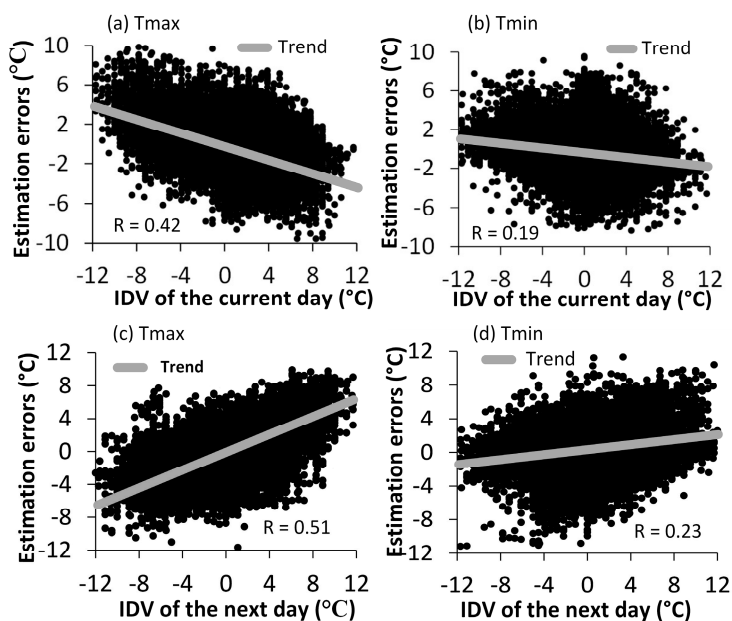 (a) Tmax
Trend
Estimation errors (°C)
10
6
2
-2
-6
-10
R = 0.42
-12 -8 -4 0 4 8 12
IDV of the current day (°C)
(b) Tmin
Trend
Estimation errors (°C)
10
6
2
-2
-6
-10
R = 0.19
-12 -8 -4 0 4 8 12
IDV of the current day (°C)
(c) Tmax
Trend
Estimation errors (°C)
12
8
4
0
-4
-8
-12
R = 0.51
-12 -8 -4 0 4 8 12
IDV of the next day (°C)
(d) Tmin
Trend
Estimation errors (°C)
12
8
4
0
-4
-8
-12
R = 0.23
-12 -8 -4 0 4 8 12
IDV of the next day (°C)